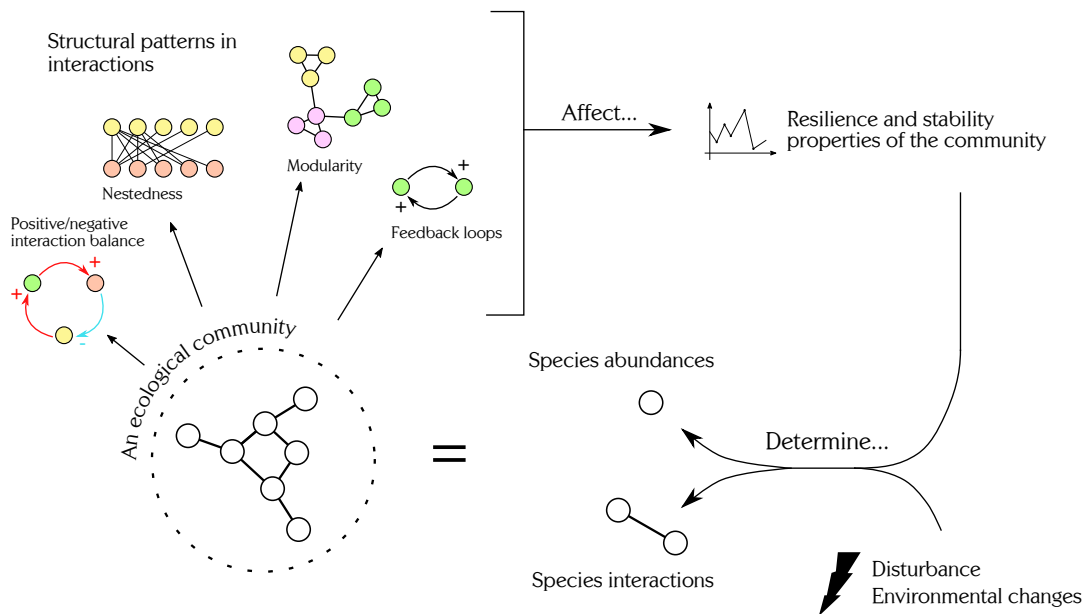 Structural patterns in
interactions
Nestedness
Modularity
+
+
Feedback loops
Positive/negative
interaction balance
+
+
-
An ecological community
=
Affect...
Resilience and stability
properties of the community
Species abundances
Determine...
Species interactions
Disturbance
Environmental changes